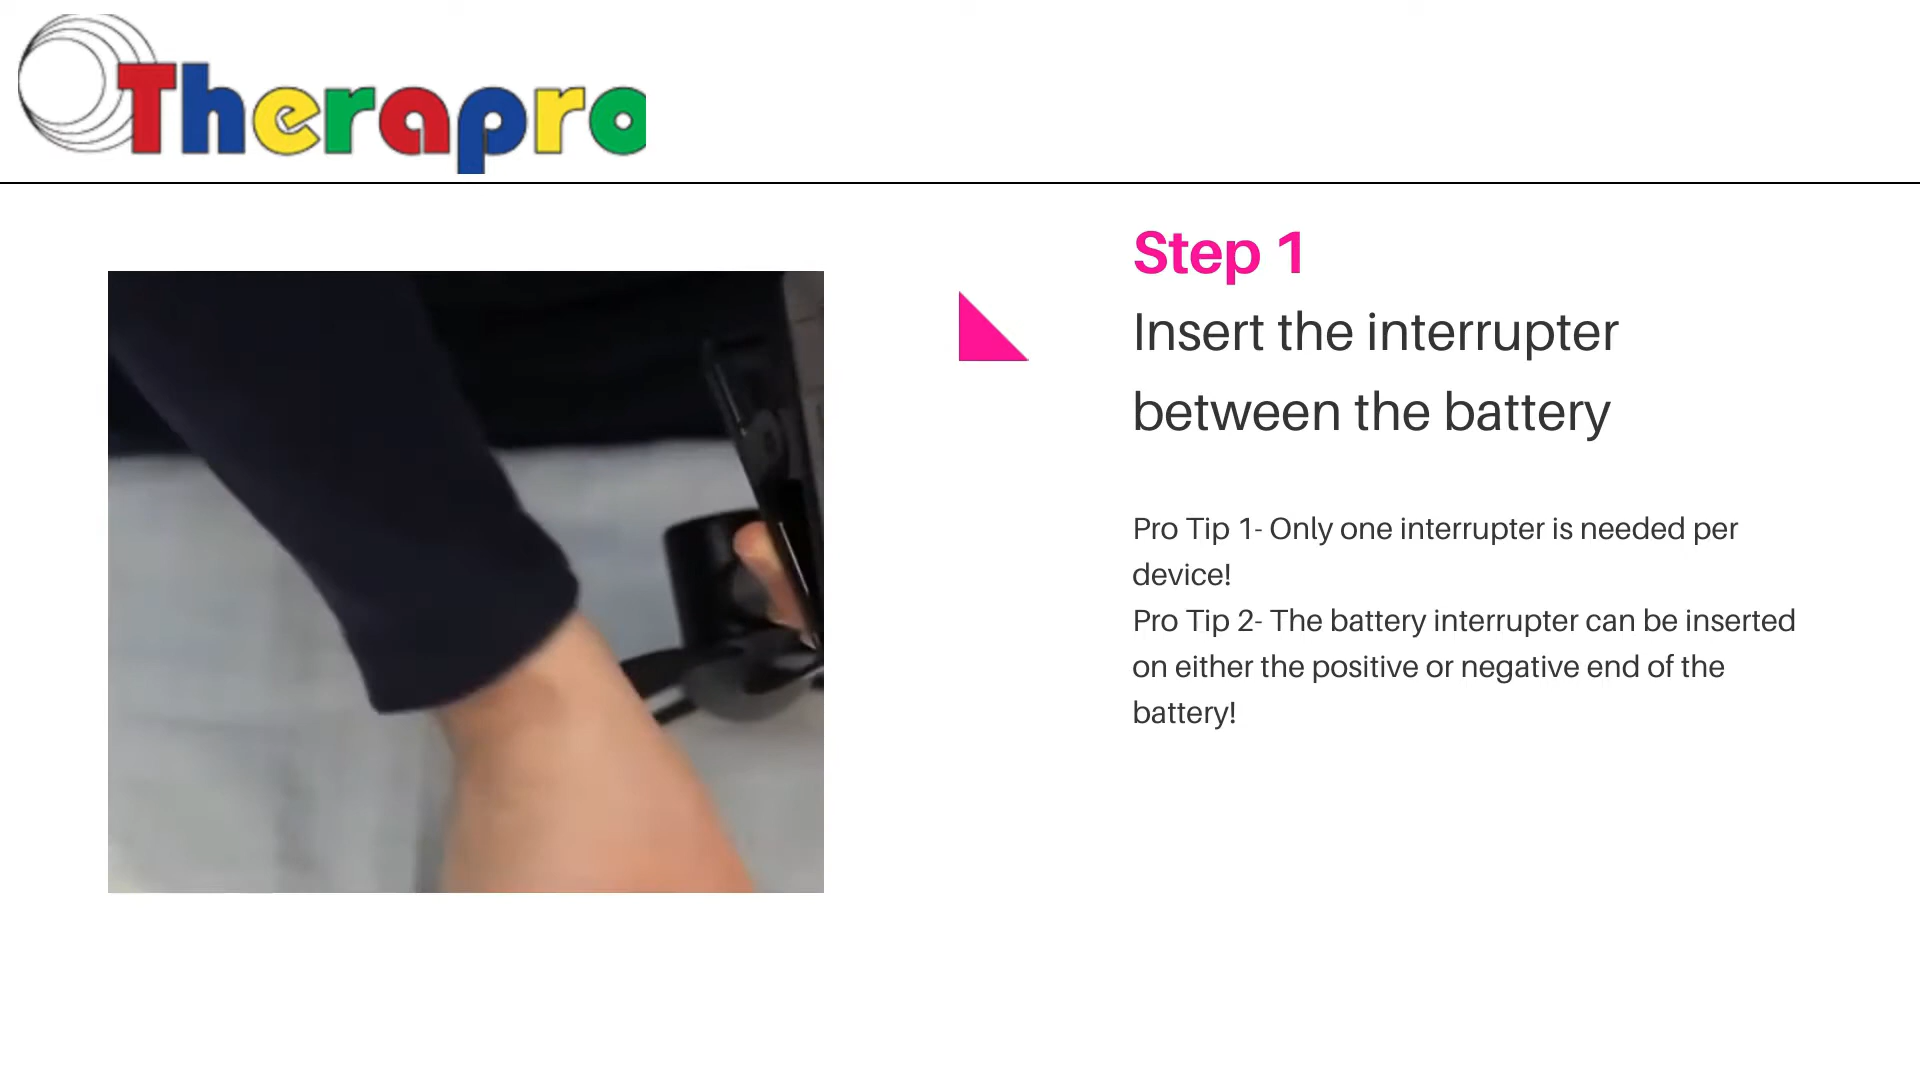 Therapro
Step 1
Insert the interrupter
between the battery
Pro Tip 1- Only one interrupter is needed per
device!
Pro Tip 2- The battery interrupter can be inserted
on either the positive or negative end of the
battery!